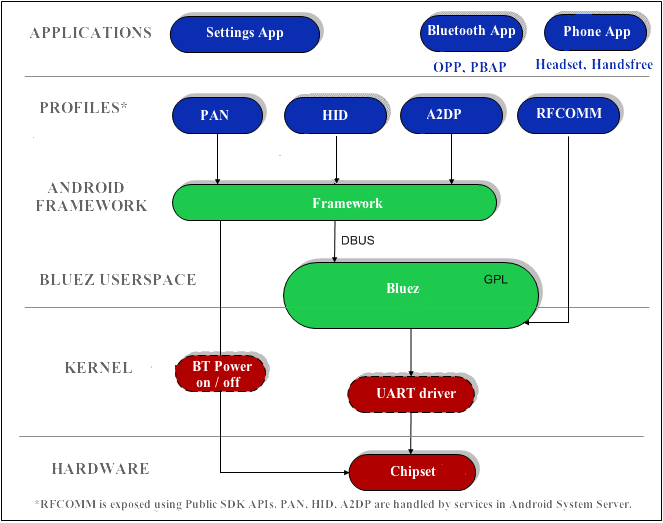 APPLICATIONS
Settings App
Bluetooth App
Phone App
OPP, PBAP
Headset, Handsfree
PROFILES*
PAN
HID
A2DP
RFCOMM
ANDROID
FRAMEWORK
Framework
DBUS
BLUEZ USERSPACE
Bluez
GPL
KERNEL
BT Power
on / off
UART driver
HARDWARE
Chipset
*RFCOMM is exposed using Public SDK APIs. PAN, HID, A2DP are handled by services in Android System Server.